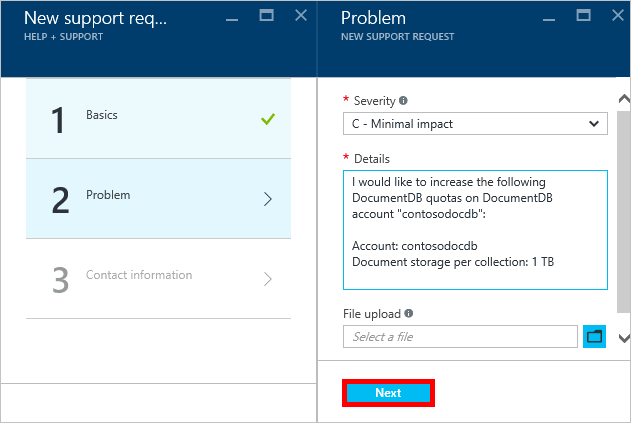 New support req...
HELP + SUPPORT
1
Basics
2
Problem
3
Contact information
Problem
NEW SUPPORT REQUEST
* Severity
C - Minimal impact
* Details
I would like to increase the following
DocumentDB quotas on DocumentDB
account "contosodocdb":
Account: contosodocdb
Document storage per collection: 1 TB
File upload
Select a file
Next